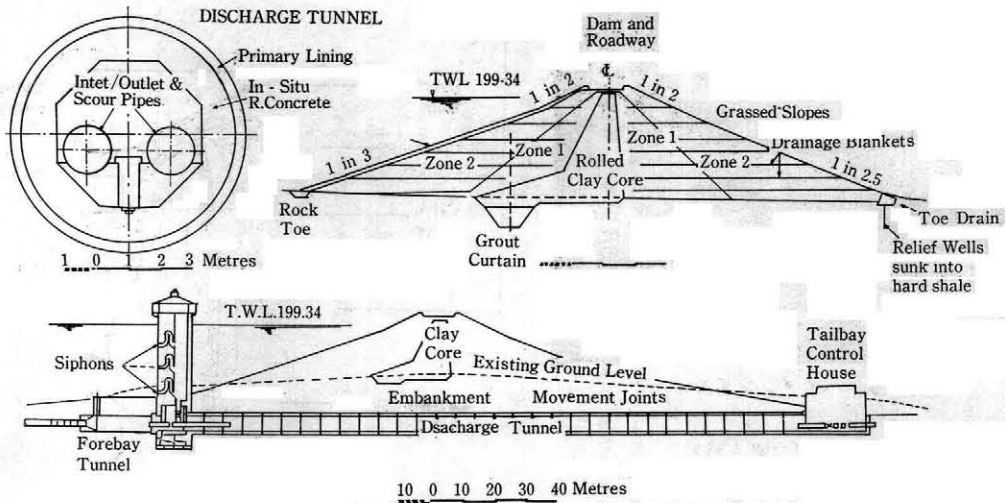 DISCHARGE TUNNEL
Primary Lining
Intet/Outlet &
Scour Pipes
In - Situ
R.Concrete
1 0 1 2 3 Metres
Dam and
Roadway
℄
TWL 199-34
1 in 2
1 in 2
Grassed Slopes
Zone 1
Zone 1
Drainage Blankets
1 in 3
Zone 2
Rolled
Clay Core
Zone 2
1 in 2.5
Rock
Toe
Grout
Curtain
Toe Drain
Relief Wells
sunk into
hard shale
T.W.L.199.34
Siphons
Clay
Core
Existing Ground Level
Tailbay
Control
House
Embankment
Movement Joints
Dsacharge Tunnel
Forebay
Tunnel
10 0 10 20 30 40 Metres